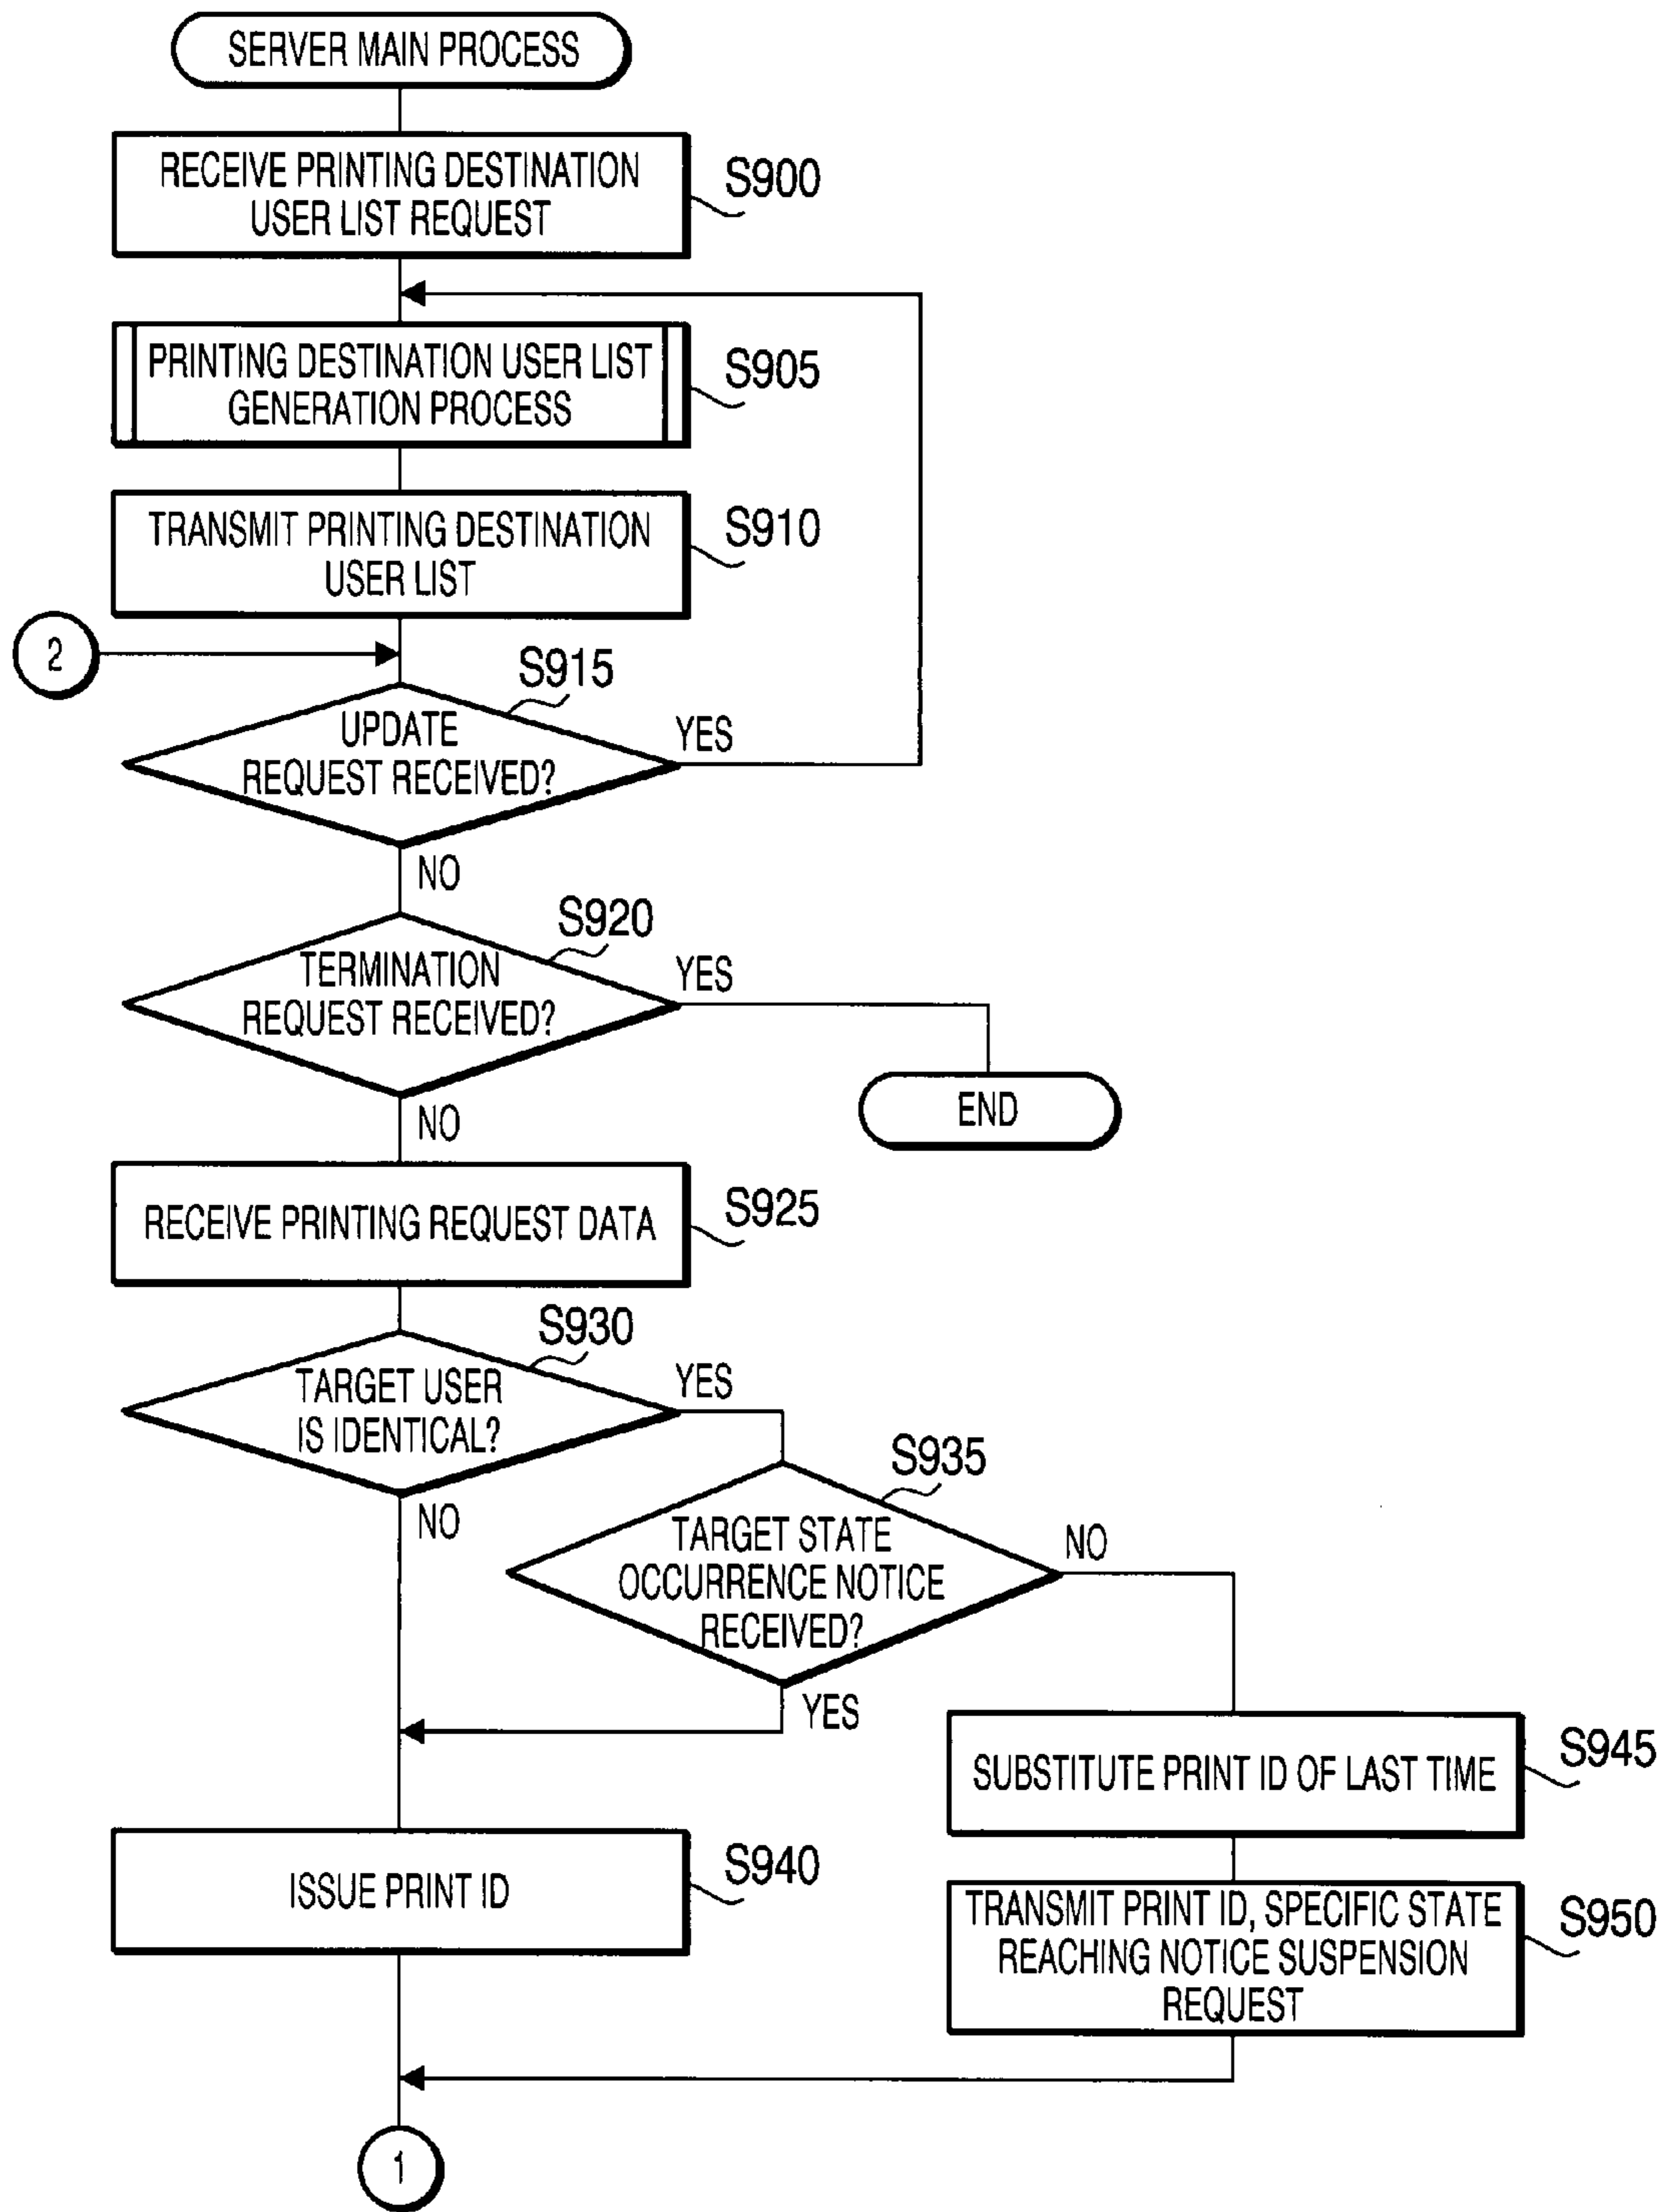 SERVER MAIN PROCESS
RECEIVE PRINTING DESTINATION
USER LIST REQUEST
S900
PRINTING DESTINATION USER LIST
GENERATION PROCESS
S905
TRANSMIT PRINTING DESTINATION
USER LIST
S910
2
S915
UPDATE
REQUEST RECEIVED?
YES
NO
S920
TERMINATION
REQUEST RECEIVED?
YES
END
NO
RECEIVE PRINTING REQUEST DATA
S925
S930
TARGET USER
IS IDENTICAL?
YES
NO
S935
TARGET STATE
OCCURRENCE NOTICE
RECEIVED?
NO
YES
SUBSTITUTE PRINT ID OF LAST TIME
S945
ISSUE PRINT ID
S940
TRANSMIT PRINT ID, SPECIFIC STATE
REACHING NOTICE SUSPENSION
REQUEST
S950
1